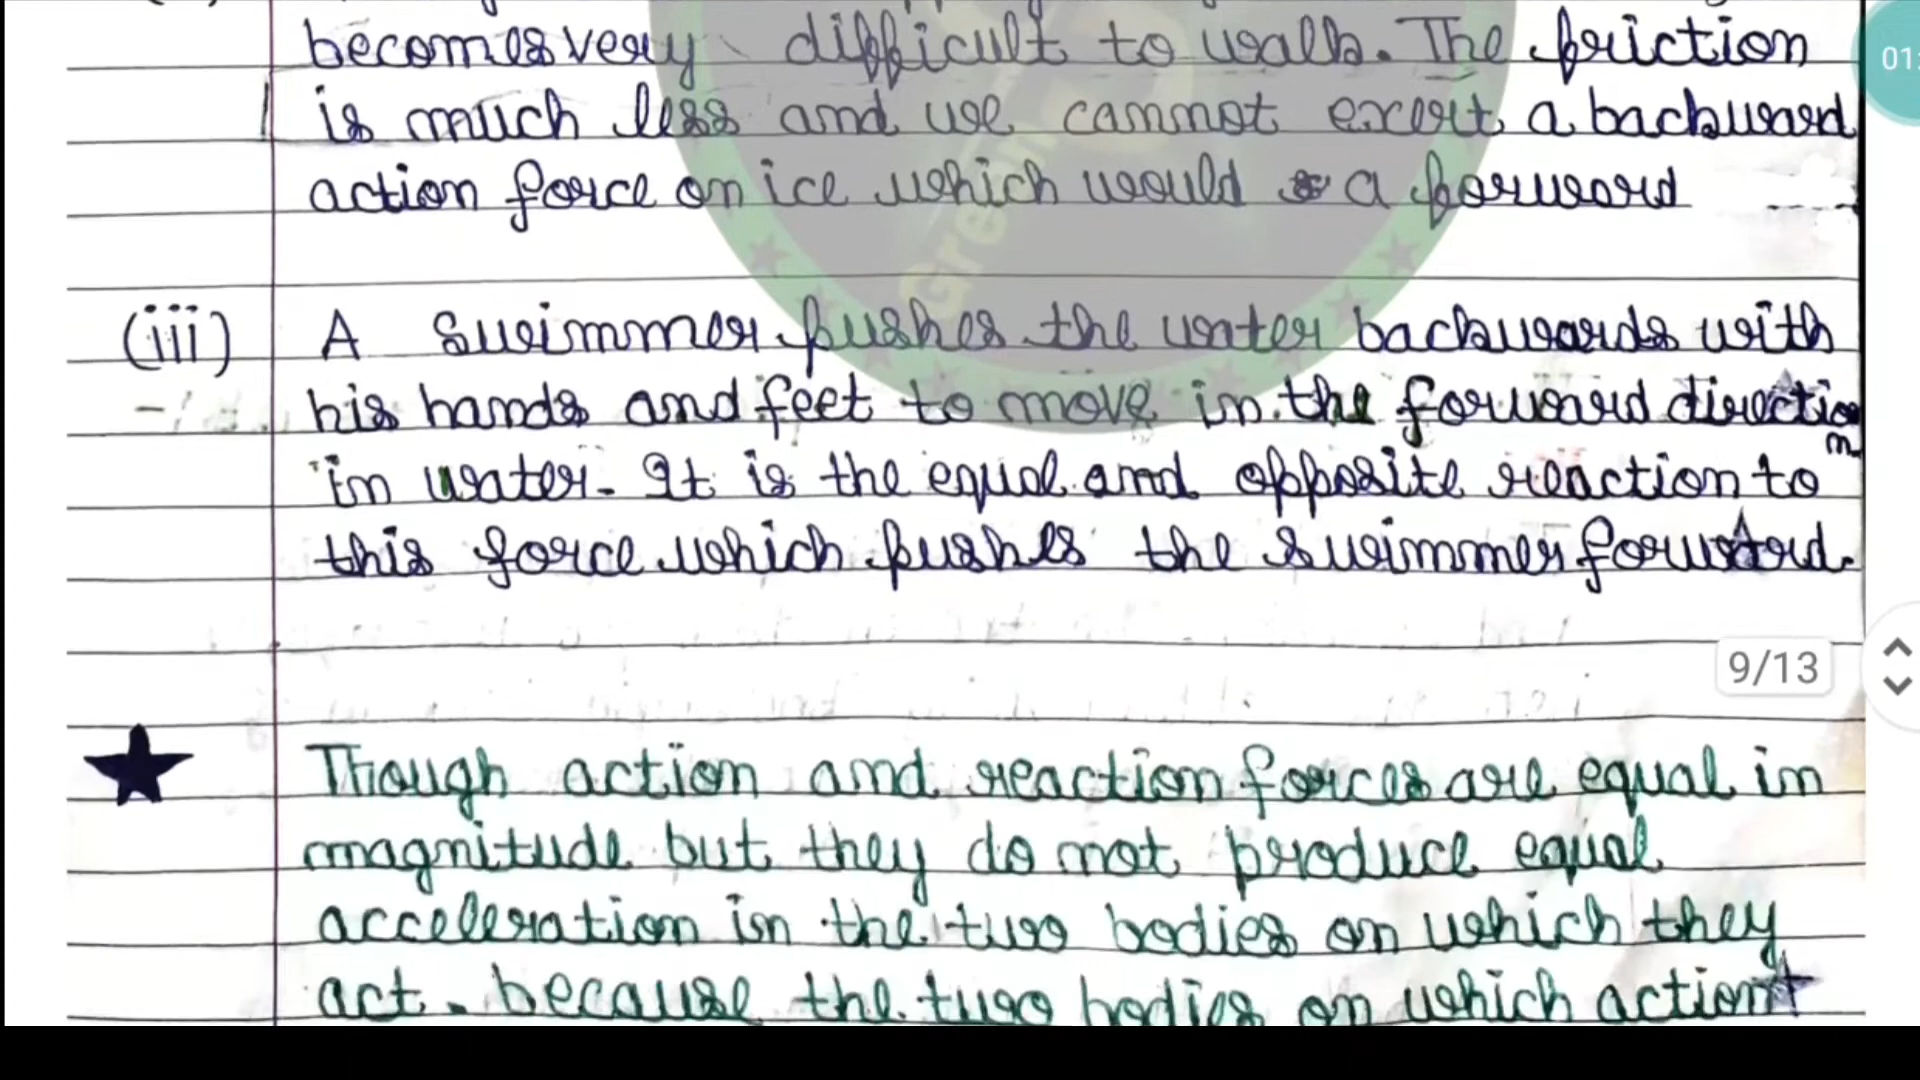 becomes very difficult to walk. The friction
01:
is much less and we cannot exert a backward
action force on ice which would a forward
Green
(iii) A swimmer pushes the water backwards with
his hands and feet to move in the forward direction
in water. It is the equal and opposite reaction to
this force which pushes the swimmer forward.
9/13
Though action and reaction forces are equal in
magnitude but they do not produce equal
acceleration in the two bodies on which they
act. because the two bodies on which action